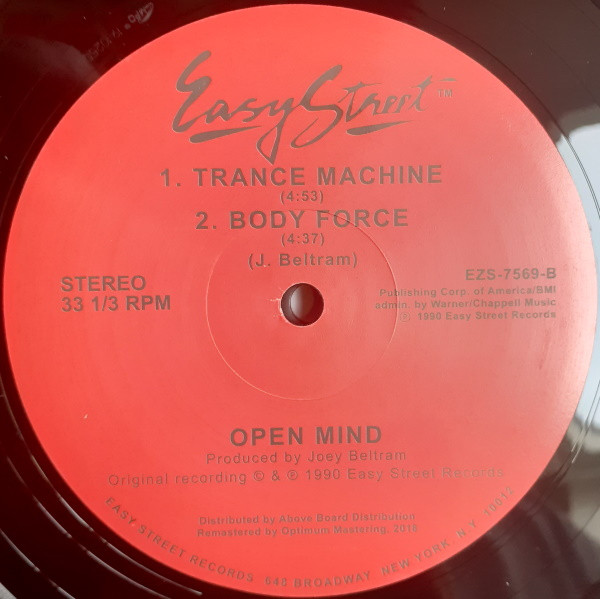 Easy Street TM
1. TRANCE MACHINE
(4:53)
2. BODY FORCE
(4:37)
(J. Beltram)
STEREO
33 1/3 RPM
EZS-7569-B
Publishing Corp. of America/BMI
admin. by Warner/Chappell Music
℗ 1990 Easy Street Records
OPEN MIND
Produced by Joey Beltram
Original recording © & ℗ 1990 Easy Street Records
Distributed by Above Board Distribution
Remastered by Optimum Mastering, 2018
EASY STREET RECORDS 648 BROADWAY, NEW YORK, N.Y. 10012